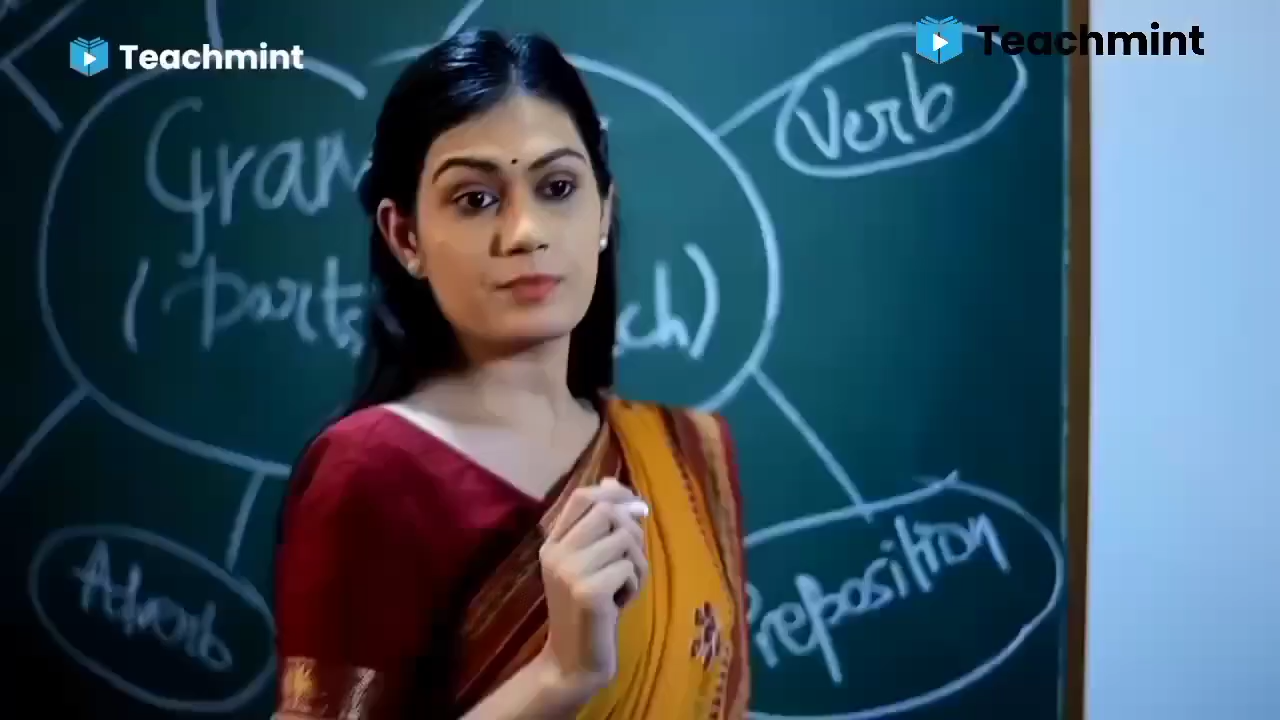 Teachmint
Teachmint
Verb
Gram
(Parts ch)
Adverb
Preposition